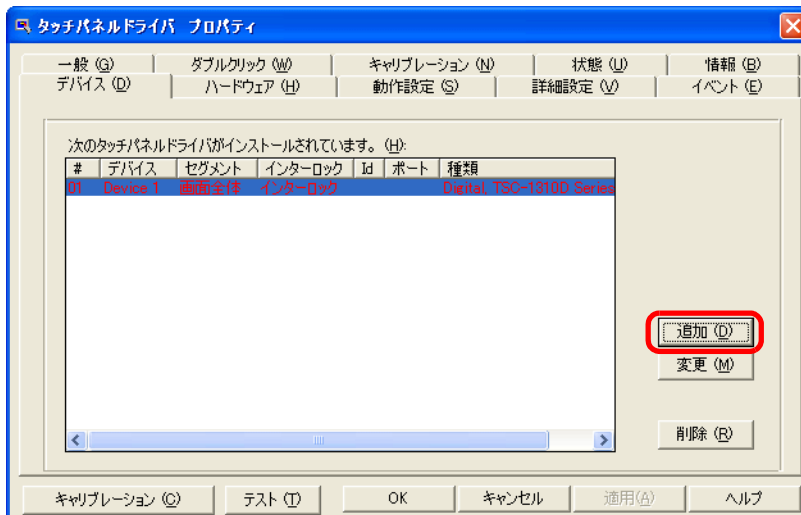 タッチパネルドライバ プロパティ
一般 (G) ダブルクリック (W) キャリブレーション (N) 状態 (U) 情報 (B)
デバイス (D) ハードウェア (H) 動作設定 (S) 詳細設定 (V) イベント (E)
次のタッチパネルドライバがインストールされています。 (H):
# デバイス セグメント インターロック Id ポート 種類
01 Device 1 画面全体 インターロック Digital, TSC-1310D Series
追加 (D)
変更 (M)
削除 (R)
キャリブレーション (C) テスト (T) OK キャンセル 適用(A) ヘルプ